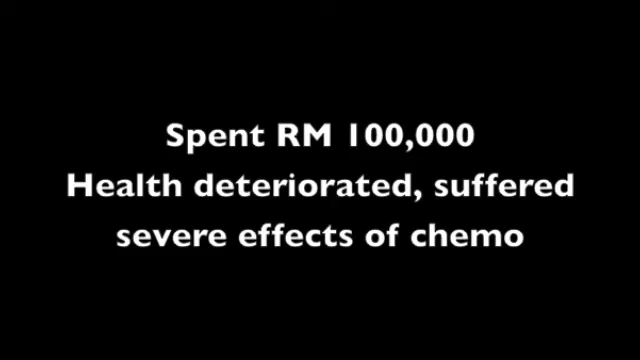 Spent RM 100,000
Health deteriorated, suffered
severe effects of chemo